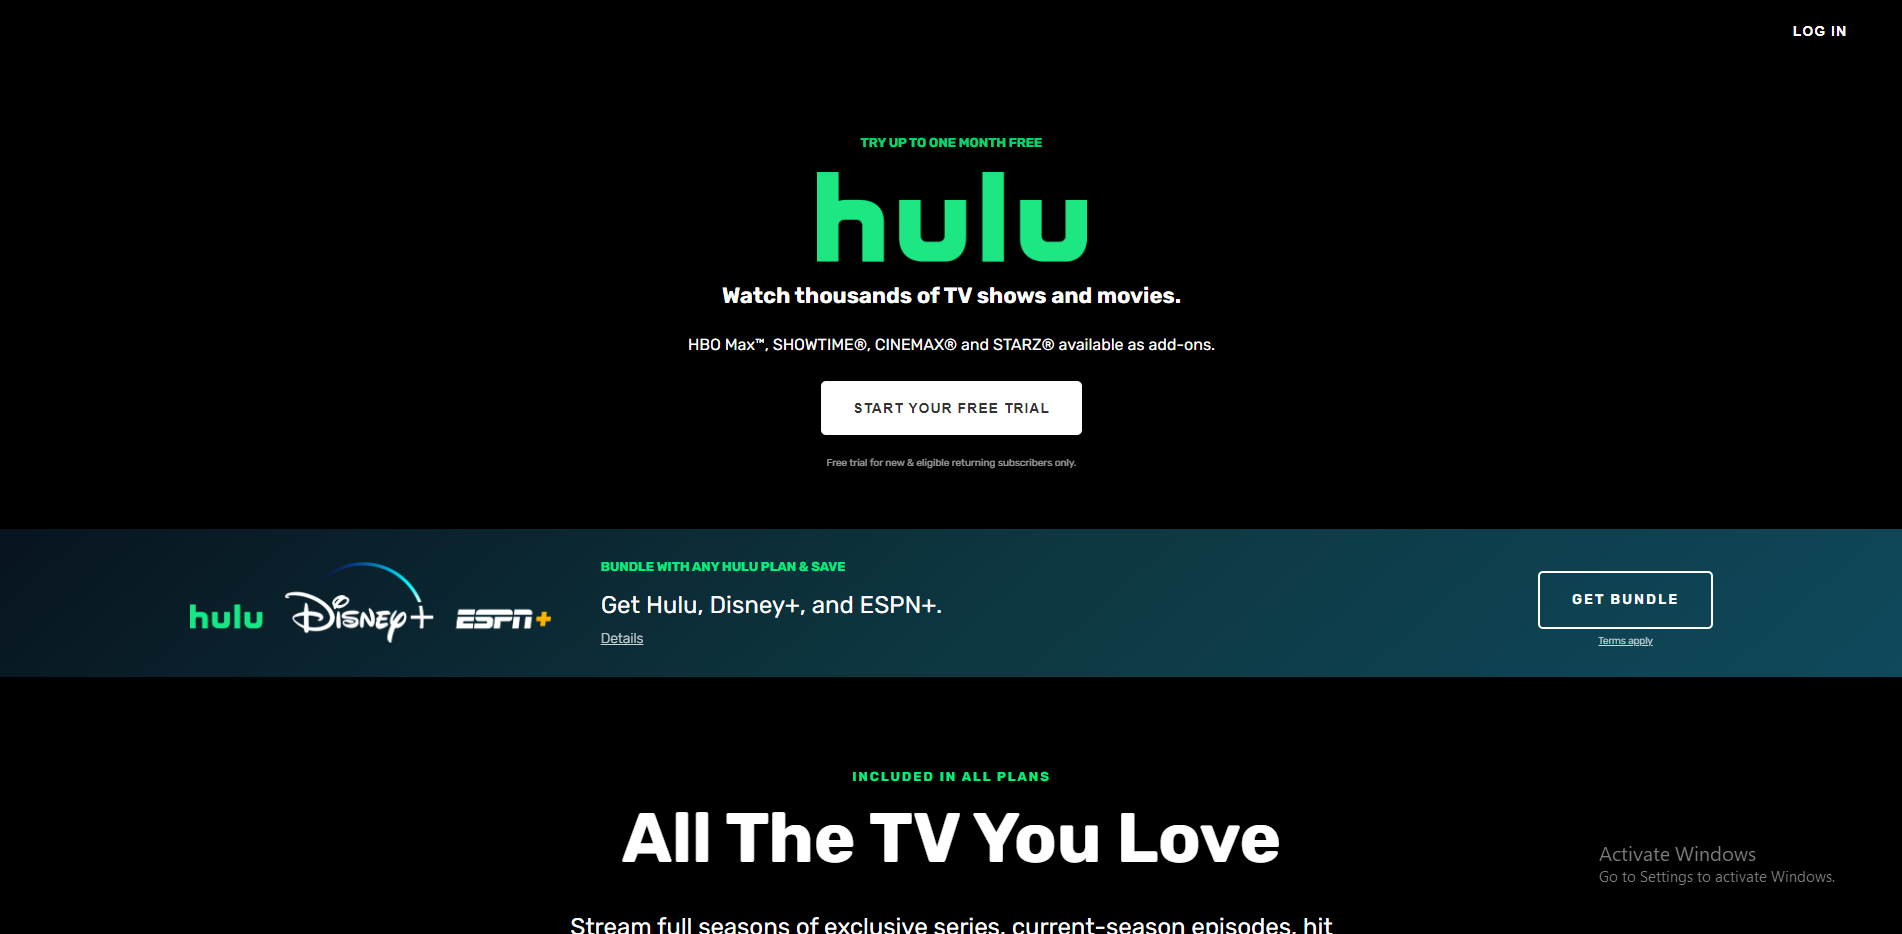 LOG IN
TRY UP TO ONE MONTH FREE
hulu
Watch thousands of TV shows and movies.
HBO Max™, SHOWTIME®, CINEMAX® and STARZ® available as add-ons.
START YOUR FREE TRIAL
Free trial for new & eligible returning subscribers only.
hulu Disney+ ESPN+
BUNDLE WITH ANY HULU PLAN & SAVE
Get Hulu, Disney+, and ESPN+.
Details
GET BUNDLE
Terms apply
INCLUDED IN ALL PLANS
All The TV You Love
Stream full seasons of exclusive series, current-season episodes, hit
Activate Windows
Go to Settings to activate Windows.